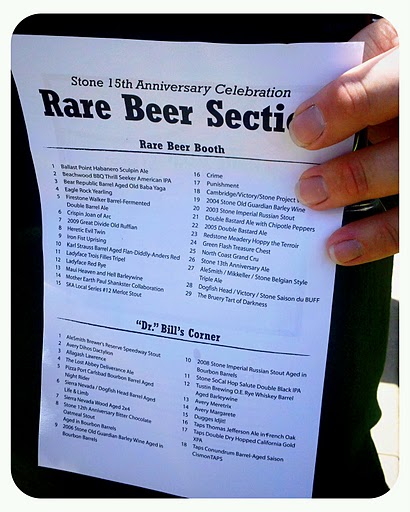 Stone 15th Anniversary Celebration
Rare Beer Secti
Rare Beer Booth
1 Ballast Point Habanero Sculpin Ale
2 Beachwood BBQ Thrill Seeker American IPA
3 Bear Republic Barrel Aged Old Baba Yaga
4 Eagle Rock Yearling
5 Firestone Walker Barrel-Fermented
Double Barrel Ale
6 Crispin Joan of Arc
7 2009 Great Divide Old Ruffian
8 Heretic Evil Twin
9 Iron Fist Uprising
10 Karl Strauss Barrel Aged Flan-Diddly-Anders Red
11 Ladyface Trois Filles Tripel
12 Ladyface Red Rye
13 Maui Heaven and Hell Barleywine
14 Mother Earth Paul Shankster Collaboration
15 SKA Local Series #12 Merlot Stout
16 Crime
17 Punishment
18 Cambridge/Victory/Stone Project
19 2004 Stone Old Guardian Barley Wine
20 2003 Stone Imperial Russian Stout
21 Double Bastard Ale with Chipotle Peppers
22 2005 Double Bastard Ale
23 Redstone Meadery Hoppy the Terroir
24 Green Flash Treasure Chest
25 North Coast Grand Cru
26 Stone 13th Anniversary Ale
27 AleSmith / Mikkeller / Stone Belgian Style
Triple Ale
28 Dogfish Head / Victory / Stone Saison du BUFF
29 The Bruery Tart of Darkness
"Dr." Bill's Corner
1 AleSmith Brewer's Reserve Speedway Stout
2 Avery Dihos Dactylion
3 Allagash Lawrence
4 The Lost Abbey Deliverance Ale
5 Pizza Port Carlsbad Bourbon Barrel Aged
Night Rider
6 Sierra Nevada / Dogfish Head Barrel Aged
Life & Limb
7 Sierra Nevada Wood Aged 2x4
8 Stone 12th Anniversary Bitter Chocolate
Oatmeal Stout
Aged in Bourbon Barrels
9 2006 Stone Old Guardian Barley Wine Aged in
Bourbon Barrels
10 2008 Stone Imperial Russian Stout Aged in
Bourbon Barrels
11 Stone SoCal Hop Salute Double Black IPA
12 Tustin Brewing O.E. Rye Whiskey Barrel
Aged Barleywine
13 Avery Meretrix
14 Avery Margarete
15 Dugges Idjit!
16 Taps Thomas Jefferson Ale in French Oak
17 Taps Double Dry Hopped California Gold
XPA
18 Taps Conundrum Barrel-Aged Saison
CismonTAPS